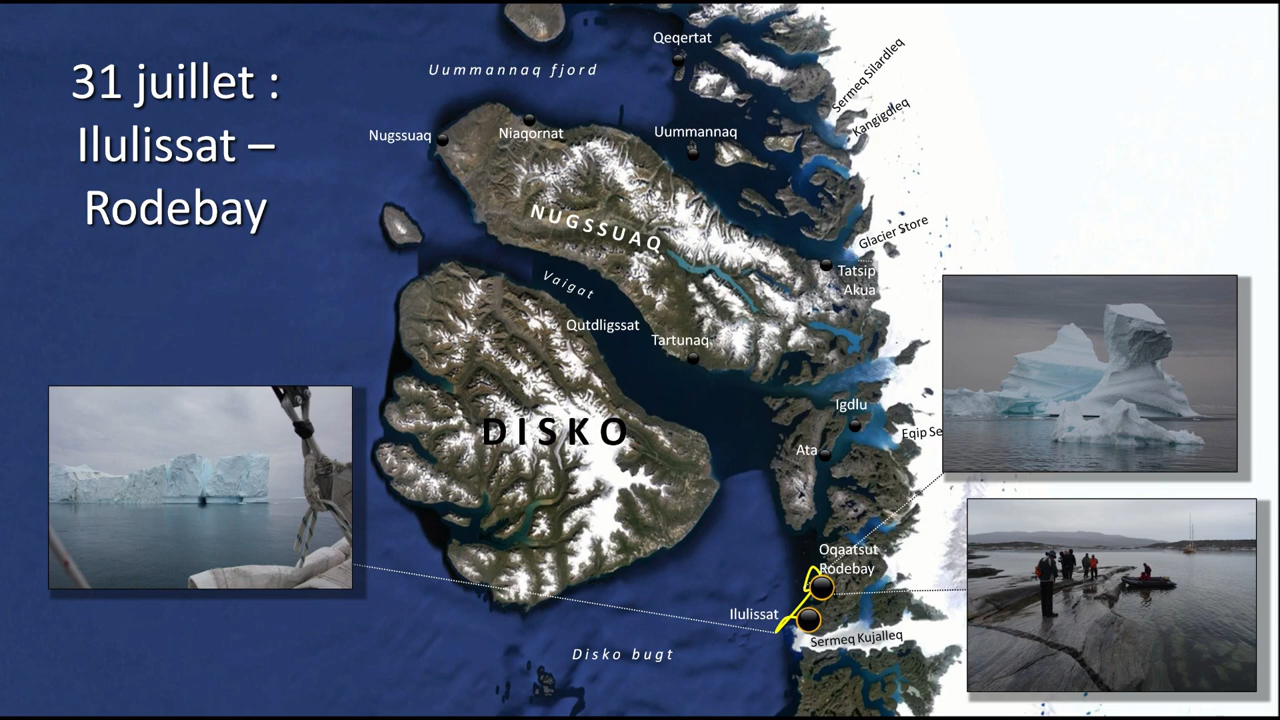 31 juillet :
Ilulissat –
Rodebay
Qeqertat
Uummannaq fjord
Sermeq Silardleq
Kangigdleq
Nugssuaq
Niaqornat
Uummannaq
NUGSSUAQ
Glacier Store
Tatsip
Akua
Vaigat
Qutdligssat
Tartunaq
Igdlu
DISKO
Eqip Se
Ata
Oqaatsut
Rodebay
Ilulissat
Sermeq Kujalleq
Disko bugt